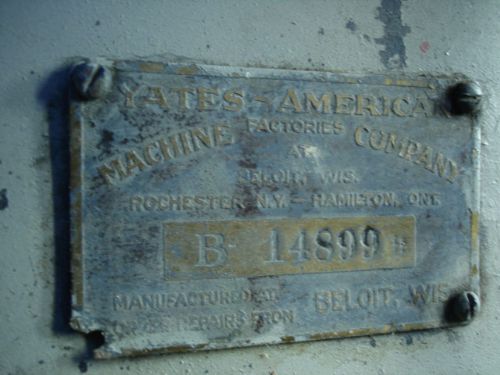 YATES-AMERICAN
MACHINE FACTORIES COMPANY
AT
BELOIT, WIS.
ROCHESTER N.Y. - HAMILTON, ONT.
B- 14899
MANUFACTURED AT
ORDER REPAIRS FROM BELOIT, WIS.